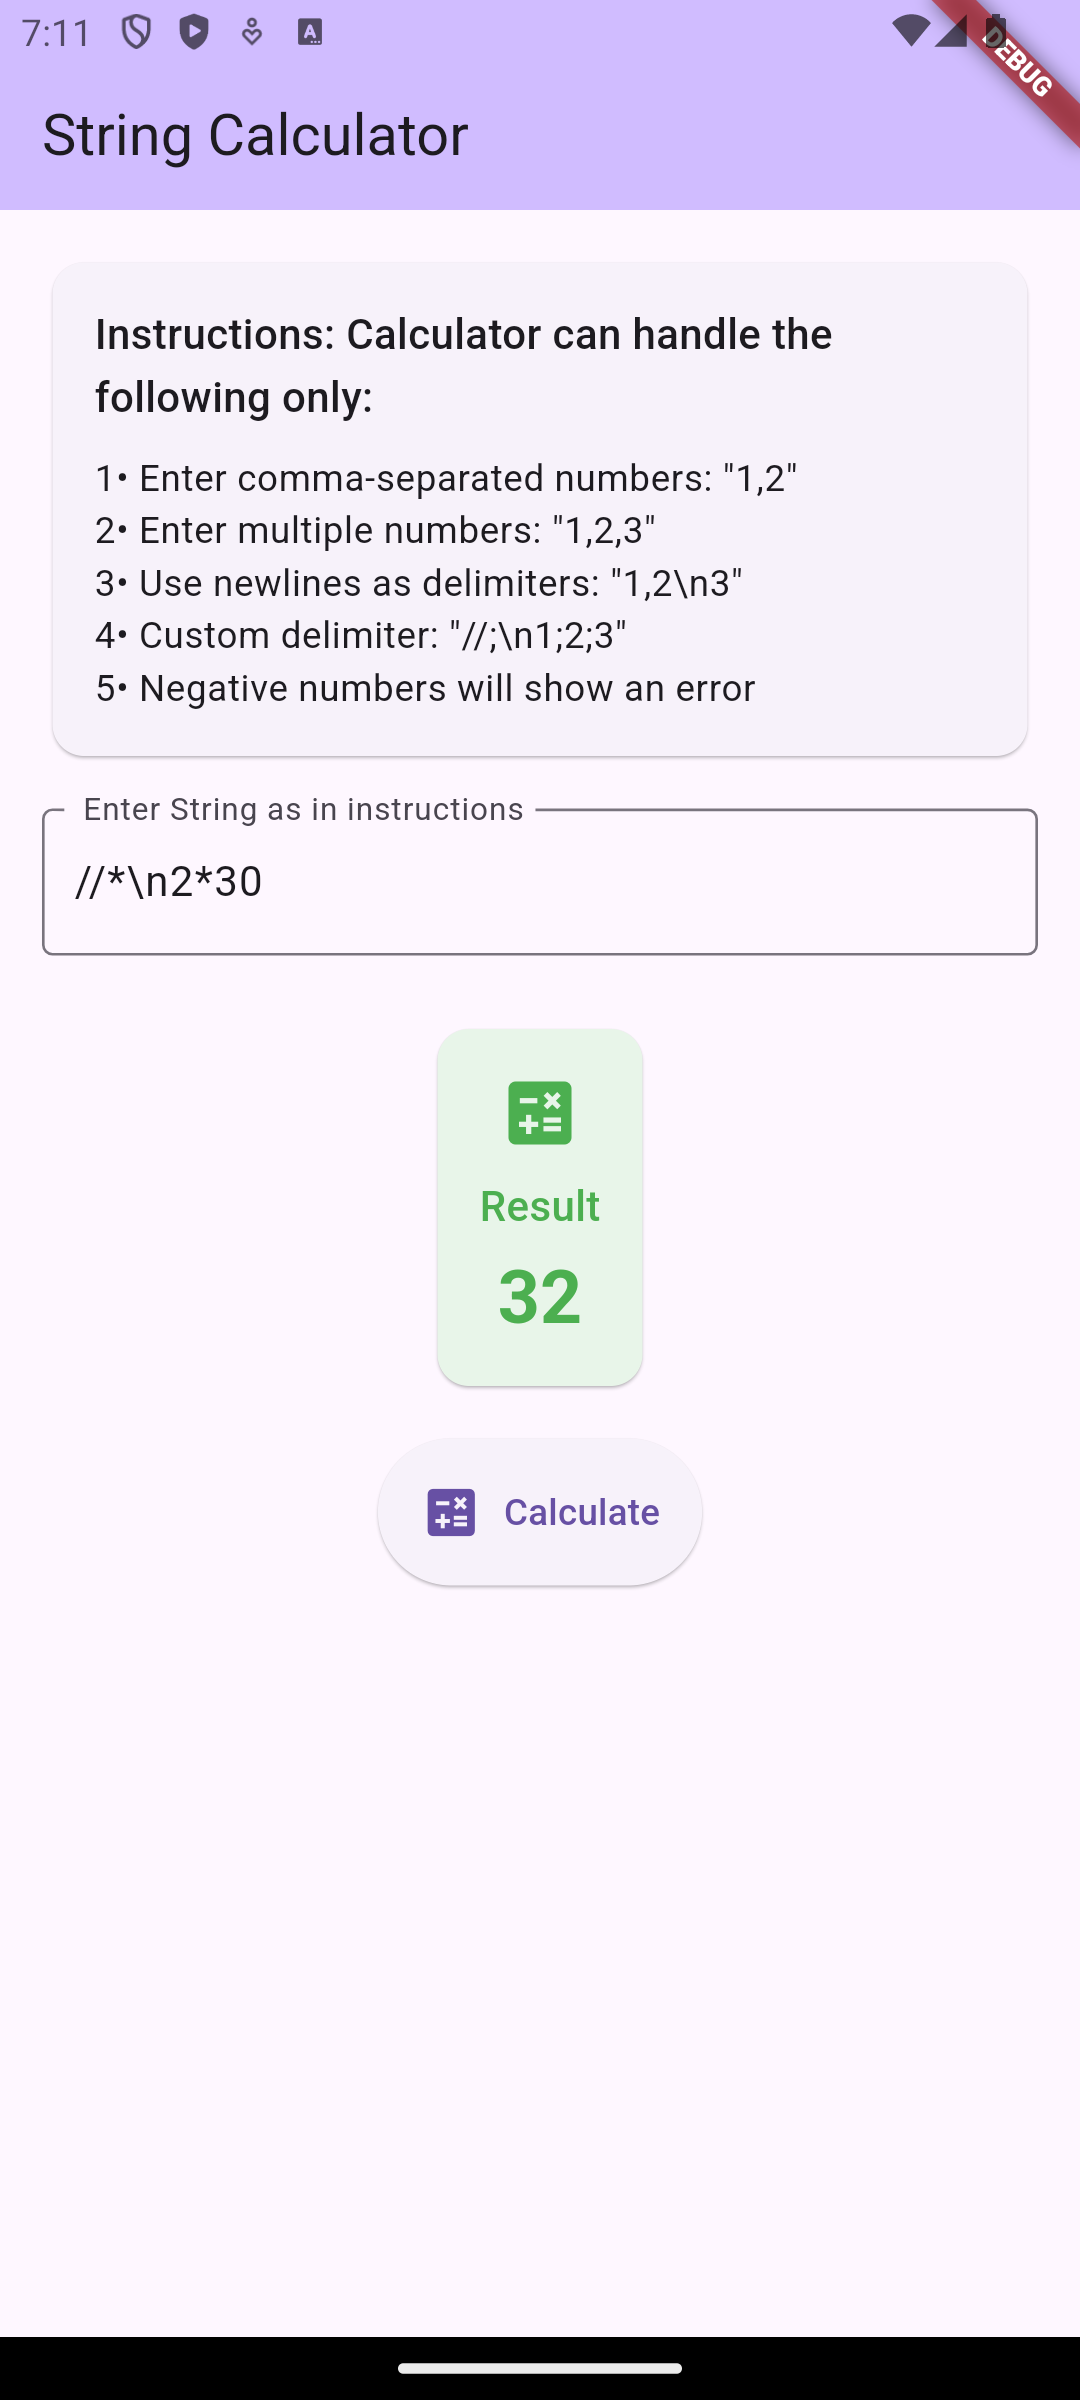 7:11
DEBUG
String Calculator
Instructions: Calculator can handle the
following only:
1• Enter comma-separated numbers: "1,2"
2• Enter multiple numbers: "1,2,3"
3• Use newlines as delimiters: "1,2\n3"
4• Custom delimiter: "//;\n1;2;3"
5• Negative numbers will show an error
Enter String as in instructions
//*\n2*30
Result
32
Calculate